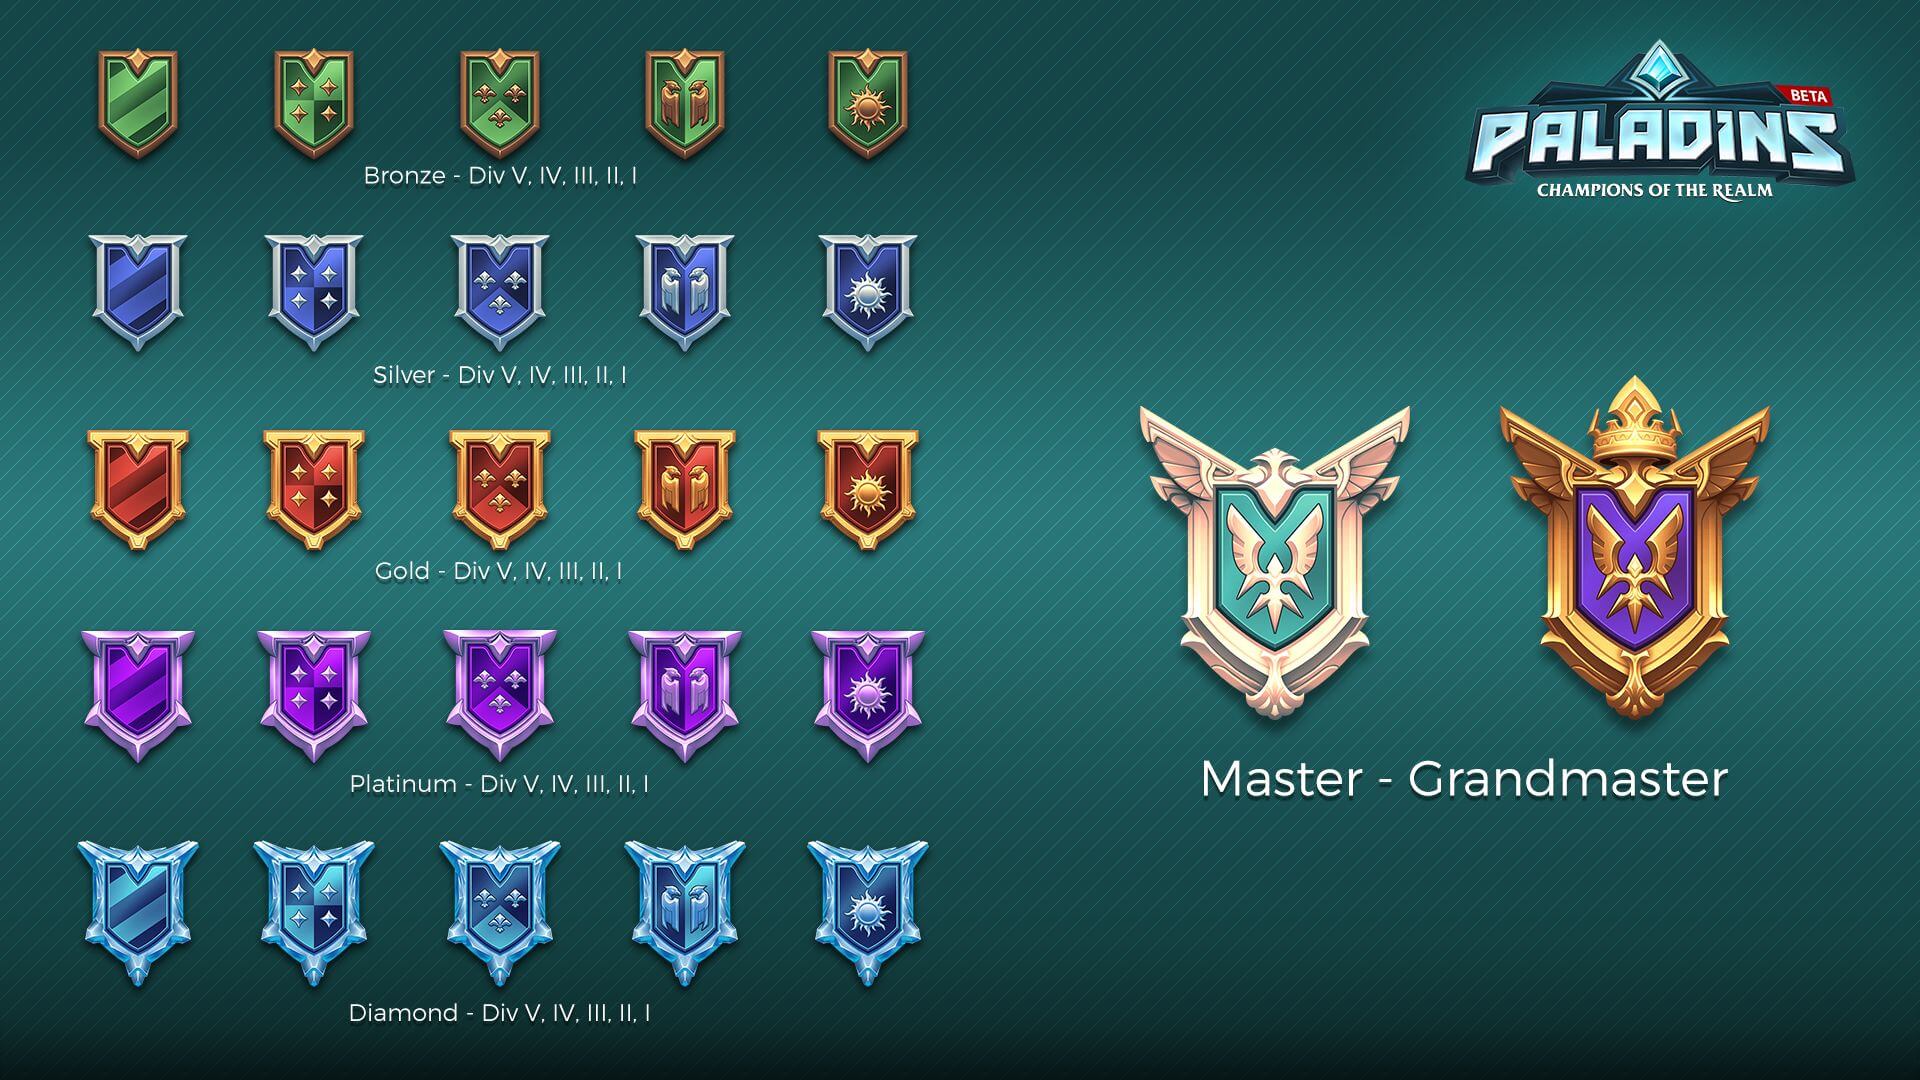 BETA
PALADINS
CHAMPIONS OF THE REALM
Bronze - Div V, IV, III, II, I
Silver - Div V, IV, III, II, I
Gold - Div V, IV, III, II, I
Platinum - Div V, IV, III, II, I
Diamond - Div V, IV, III, II, I
Master - Grandmaster